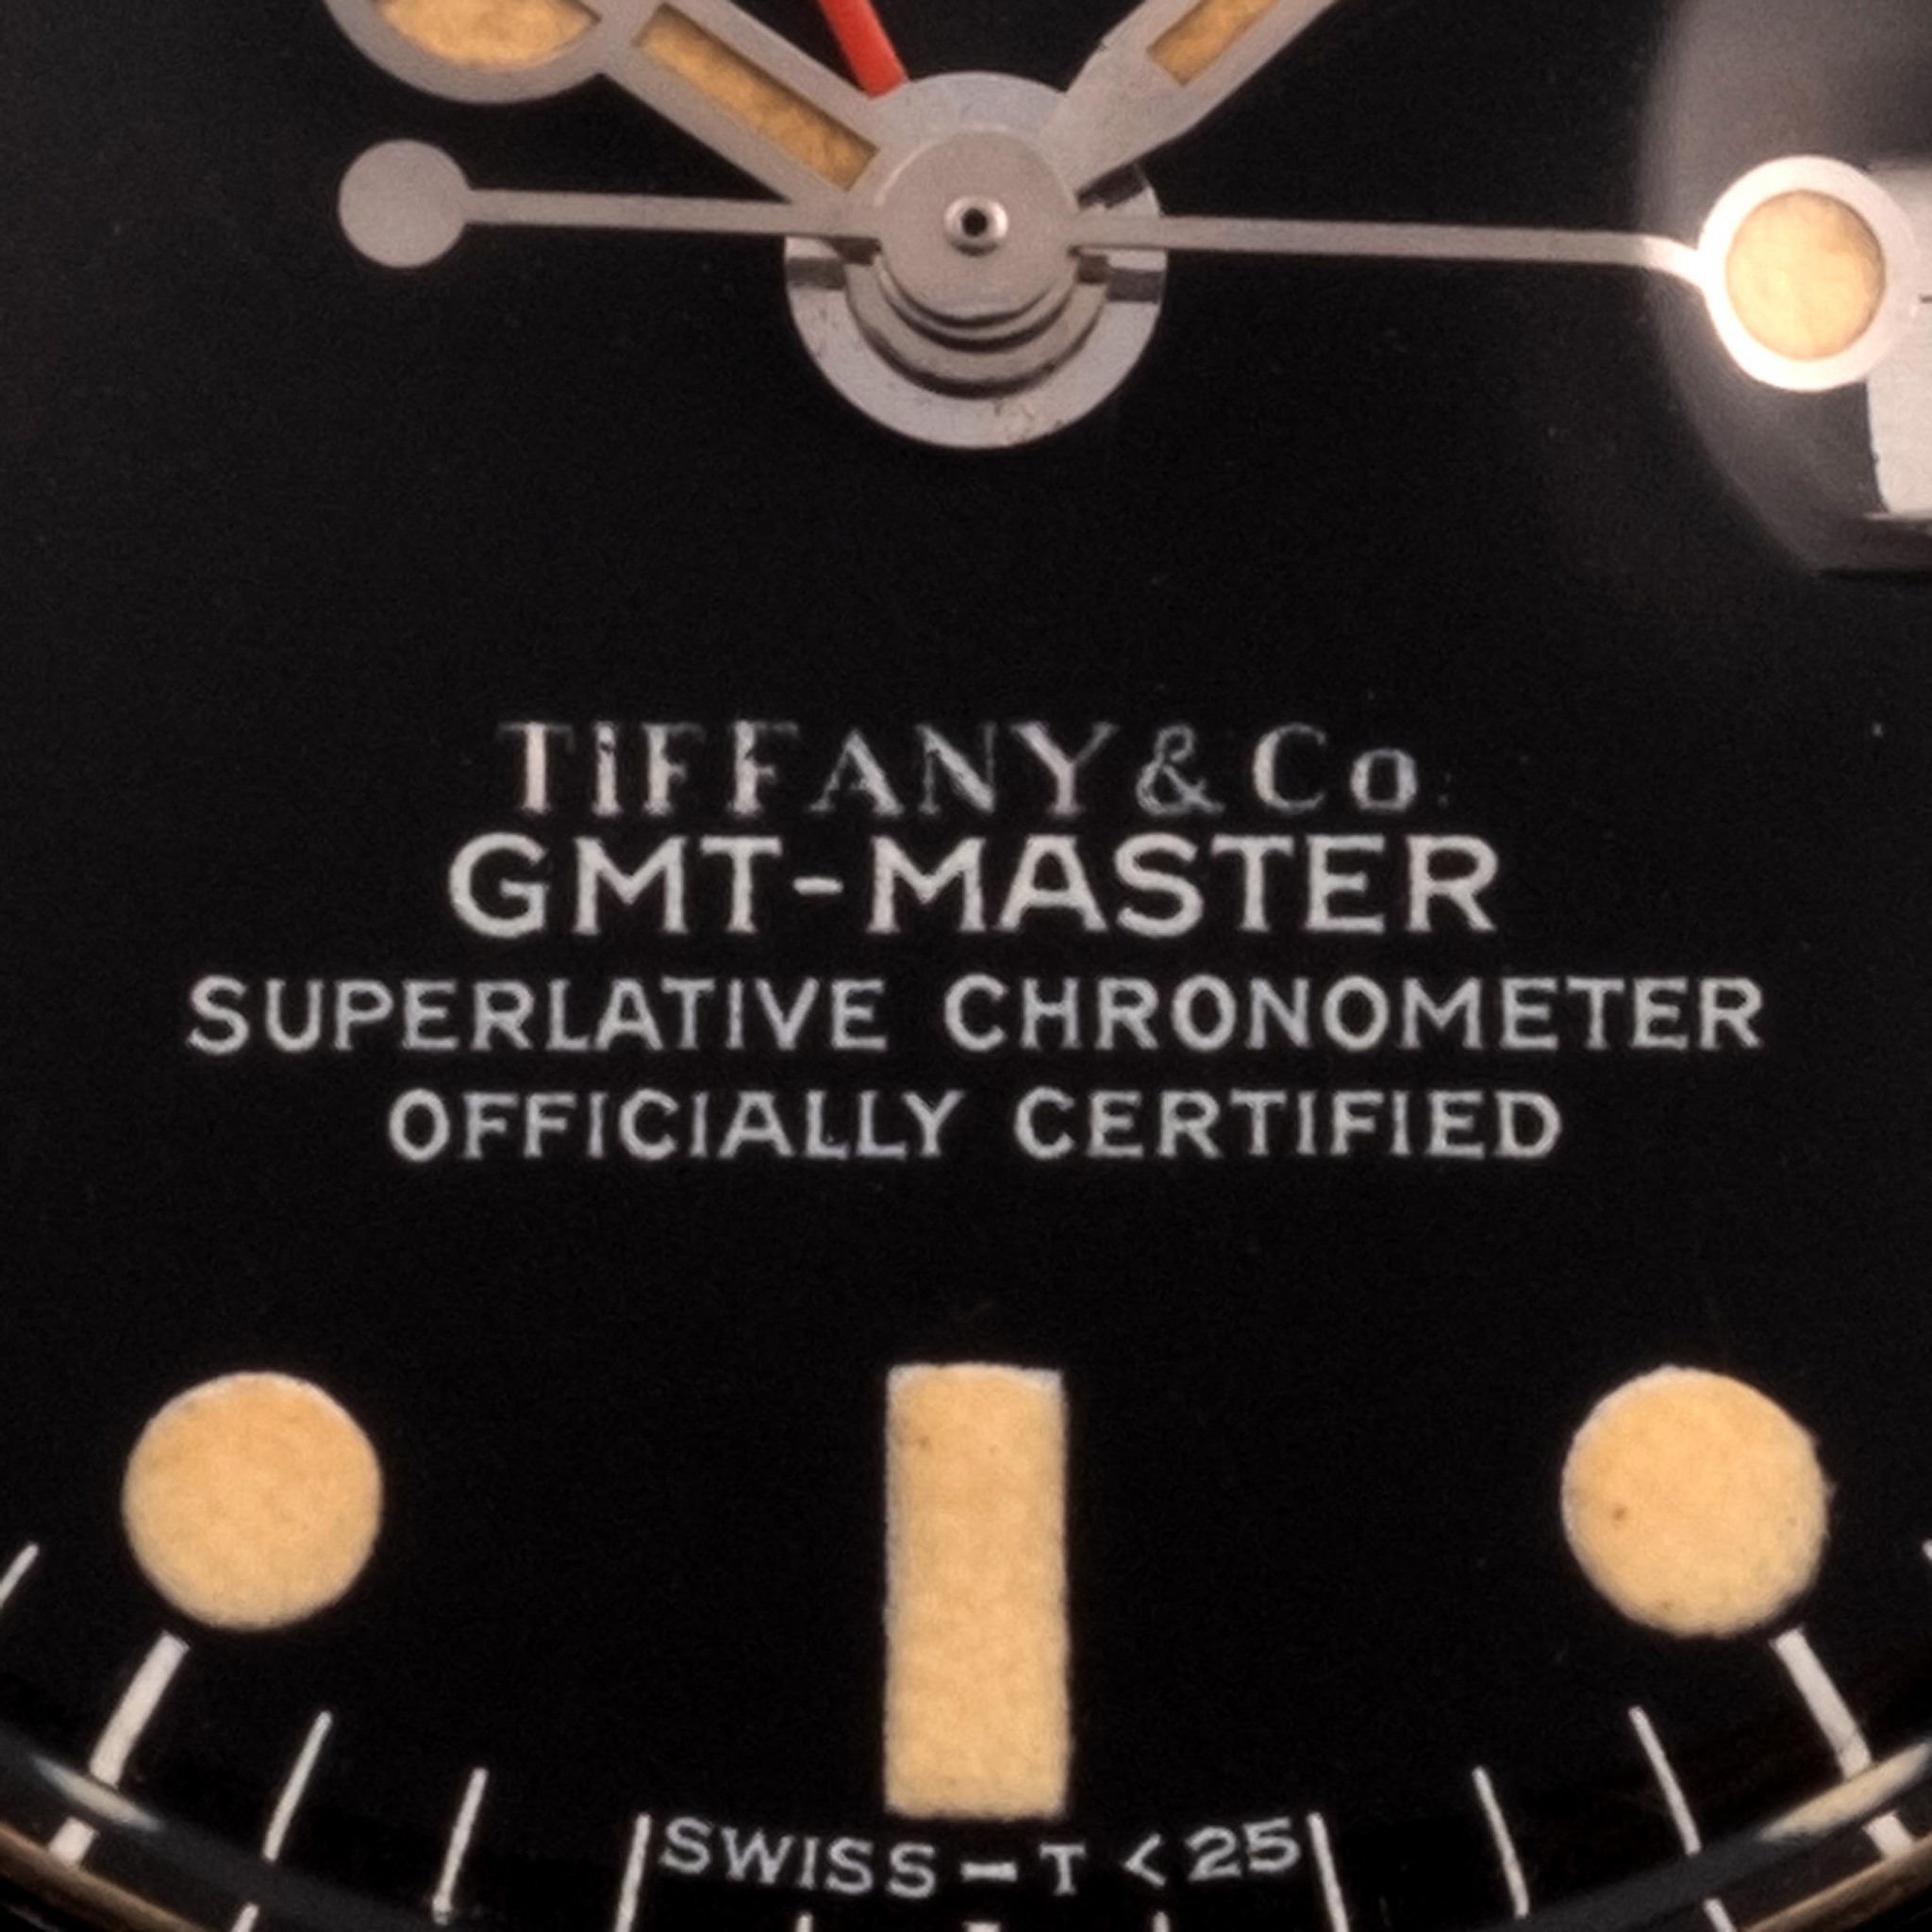 TIFFANY & Co.
GMT-MASTER
SUPERLATIVE CHRONOMETER
OFFICIALLY CERTIFIED
SWISS - T < 25